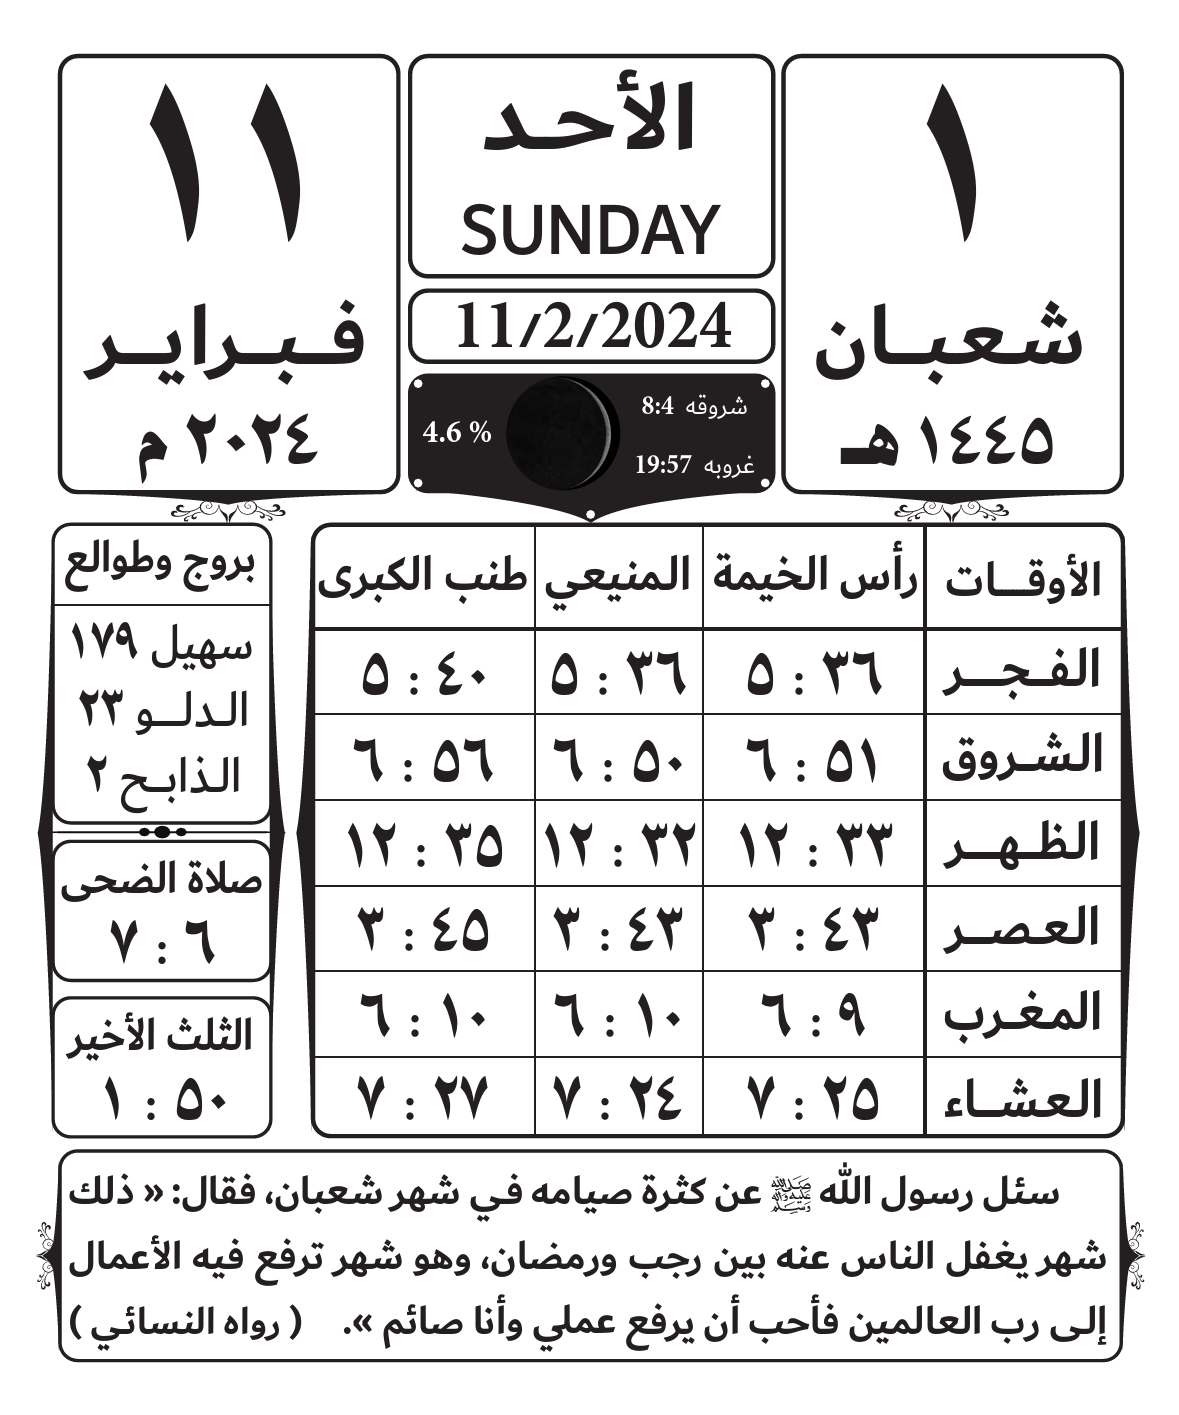 ١
شعبان
١٤٤٥ هـ
الأحد
SUNDAY
11/2/2024
شروقه 8:4
غروبه 19:57
4.6 %
١١
فبراير
٢٠٢٤ م
الأوقات رأس الخيمة المنيعي طنب الكبرى
الفجر ٥ : ٣٦ ٥ : ٣٦ ٥ : ٤٠
الشروق ٦ : ٥١ ٦ : ٥٠ ٦ : ٥٦
الظهر ١٢ : ٣٣ ١٢ : ٣٢ ١٢ : ٣٥
العصر ٣ : ٤٣ ٣ : ٤٣ ٣ : ٤٥
المغرب ٦ : ٩ ٦ : ١٠ ٦ : ١٠
العشاء ٧ : ٢٥ ٧ : ٢٤ ٧ : ٢٧
بروج وطوالع
سهيل ١٧٩
الدلو ٢٣
الذابح ٢
صلاة الضحى
٧ : ٦
الثلث الأخير
١ : ٥٠
سئل رسول الله ﷺ عن كثرة صيامه في شهر شعبان، فقال: « ذلك
شهر يغفل الناس عنه بين رجب ورمضان، وهو شهر ترفع فيه الأعمال
إلى رب العالمين فأحب أن يرفع عملي وأنا صائم ». ( رواه النسائي )